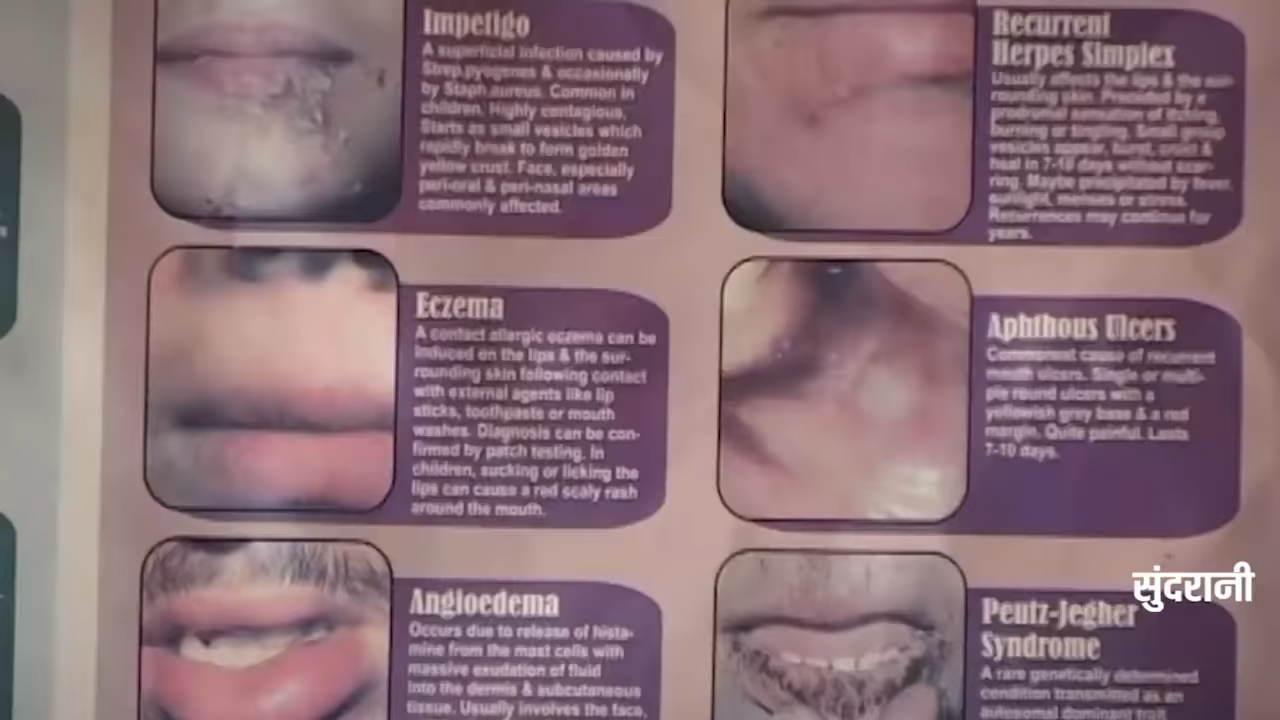 Impetigo
A superficial infection caused by
Strep.pyogenes & occasionally
by Staph.aureus. Common in
children. Highly contagious.
Starts as small vesicles which
rapidly break to form golden
yellow crust. Face, especially
peri-oral & peri-nasal areas
commonly affected.
Recurrent
Herpes Simplex
Usually affects the lips & the sur-
rounding skin. Preceded by a
prodromal sensation of itching,
burning or tingling. Small group
vesicles appear, burst, crust &
heal in 7-10 days without scar-
ring. Maybe precipitated by fever,
sunlight, menses or stress.
Recurrences may continue for
years.
Eczema
A contact allergic eczema can be
induced on the lips & the sur-
rounding skin following contact
with external agents like lip
sticks, toothpaste or mouth
washes. Diagnosis can be con-
firmed by patch testing. In
children, sucking or licking the
lips can cause a red scaly rash
around the mouth.
Aphthous Ulcers
Commonest cause of recurrent
mouth ulcers. Single or multi-
ple round ulcers with a
yellowish grey base & a red
margin. Quite painful. Lasts
7-10 days.
Angioedema
Occurs due to release of hista-
mine from the mast cells with
massive exudation of fluid
into the dermis & subcutaneous
tissue. Usually involves the face,
सुंदरानी
Peutz-Jegher
Syndrome
A rare genetically determined
condition transmitted as an
autosomal dominant trait